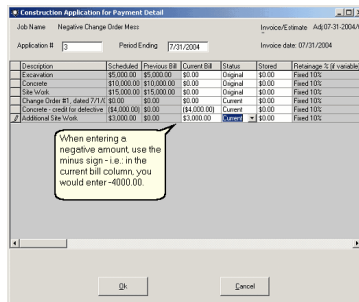 Construction Application for Payment Detail
Job Name Negative Change Order Mess Invoice/Estimate Adj07-31-2004/
Application # 3 Period Ending 7/31/2004 Invoice date: 07/31/2004
Description Scheduled Previous Bill Current Bill Status Stored Retainage % (if variable)
Excavation $5,000.00 $5,000.00 $0.00 Original $0.00 Fixed 10%
Concrete $10,000.00 $10,000.00 $0.00 Original $0.00 Fixed 10%
Site Work $15,000.00 $15,000.00 $0.00 Original $0.00 Fixed 10%
Change Order #1, dated 7/1/( $0.00 $0.00 $0.00 Current $0.00 Fixed 10%
Concrete - credit for defective ($4,000.00) $0.00 ($4,000.00) Current $0.00 Fixed 10%
Additional Site Work $3,000.00 $0.00 $3,000.00 Current $0.00 Fixed 10%
When entering a
negative amount, use the
minus sign - i.e.: in the
current bill column, you
would enter -4000.00.
Ok Cancel